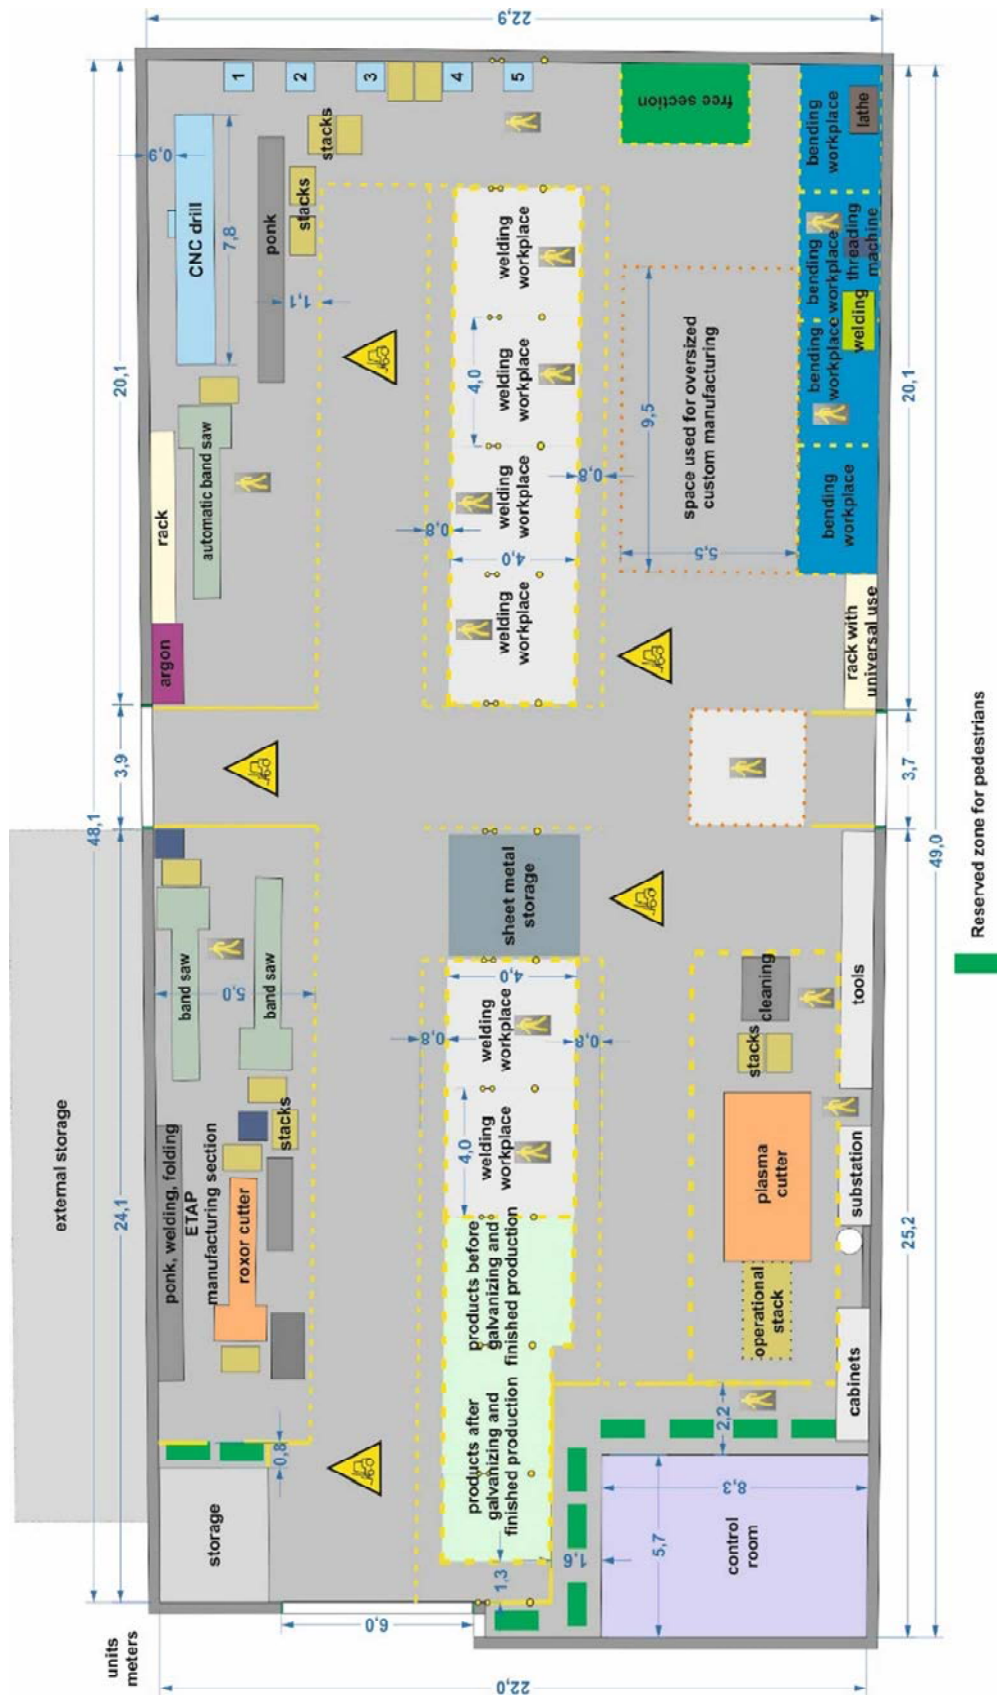 units
meters
external storage
48,1
24,1
3,9
20,1
22,0
22,9
storage
0,8
ponk, welding, folding
ETAP
manufacturing section
roxor cutter
stacks
band saw
5,0
band saw
argon
rack
automatic band saw
CNC drill
0,9
7,8
ponk
1,1
stacks
stacks
1
2
3
4
5
6,0
1,3
products after
galvanizing and
finished production
products before
galvanizing and
finished production
4,0
welding
workplace
welding
workplace
0,8
4,0
0,8
sheet metal
storage
welding
workplace
welding
workplace
welding
workplace
welding
workplace
0,8
4,0
0,8
4,0
1,6
5,7
8,3
control
room
2,2
operational
stack
plasma
cutter
stacks
cleaning
cabinets
substation
tools
space used for oversized
custom manufacturing
9,5
5,5
free section
rack with
universal use
bending
workplace
bending
workplace
welding
bending
workplace
threading
machine
bending
workplace
lathe
25,2
3,7
20,1
49,0
Reserved zone for pedestrians